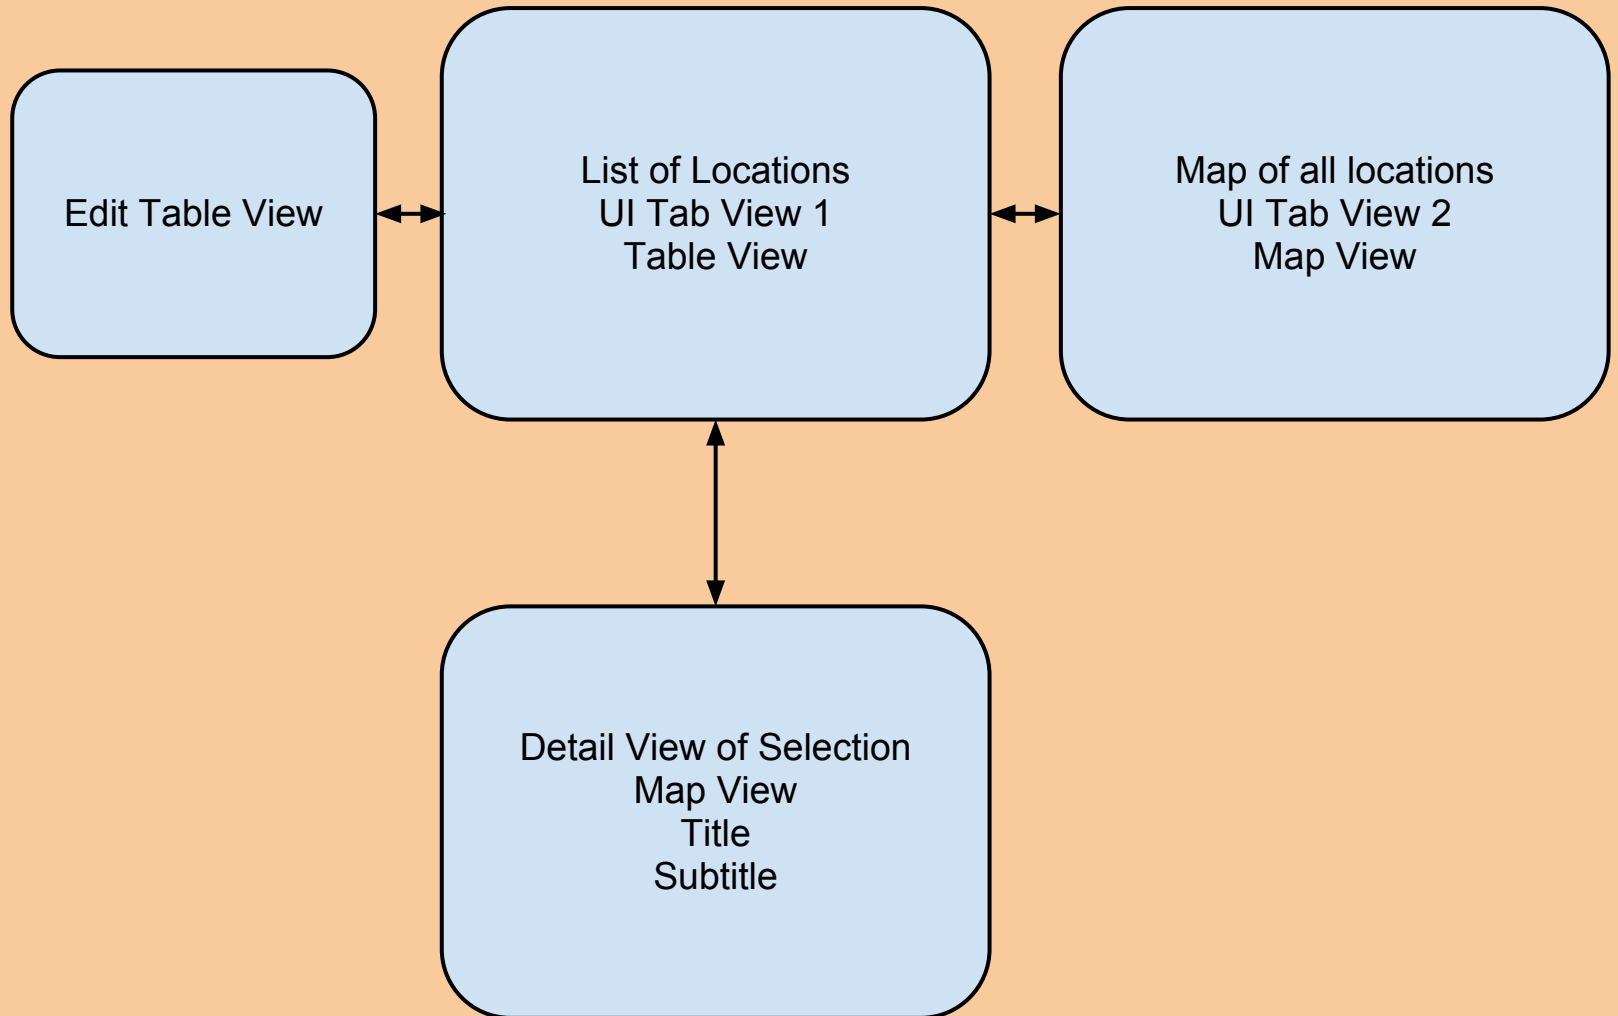 Edit Table View
List of Locations
UI Tab View 1
Table View
Map of all locations
UI Tab View 2
Map View
Detail View of Selection
Map View
Title
Subtitle